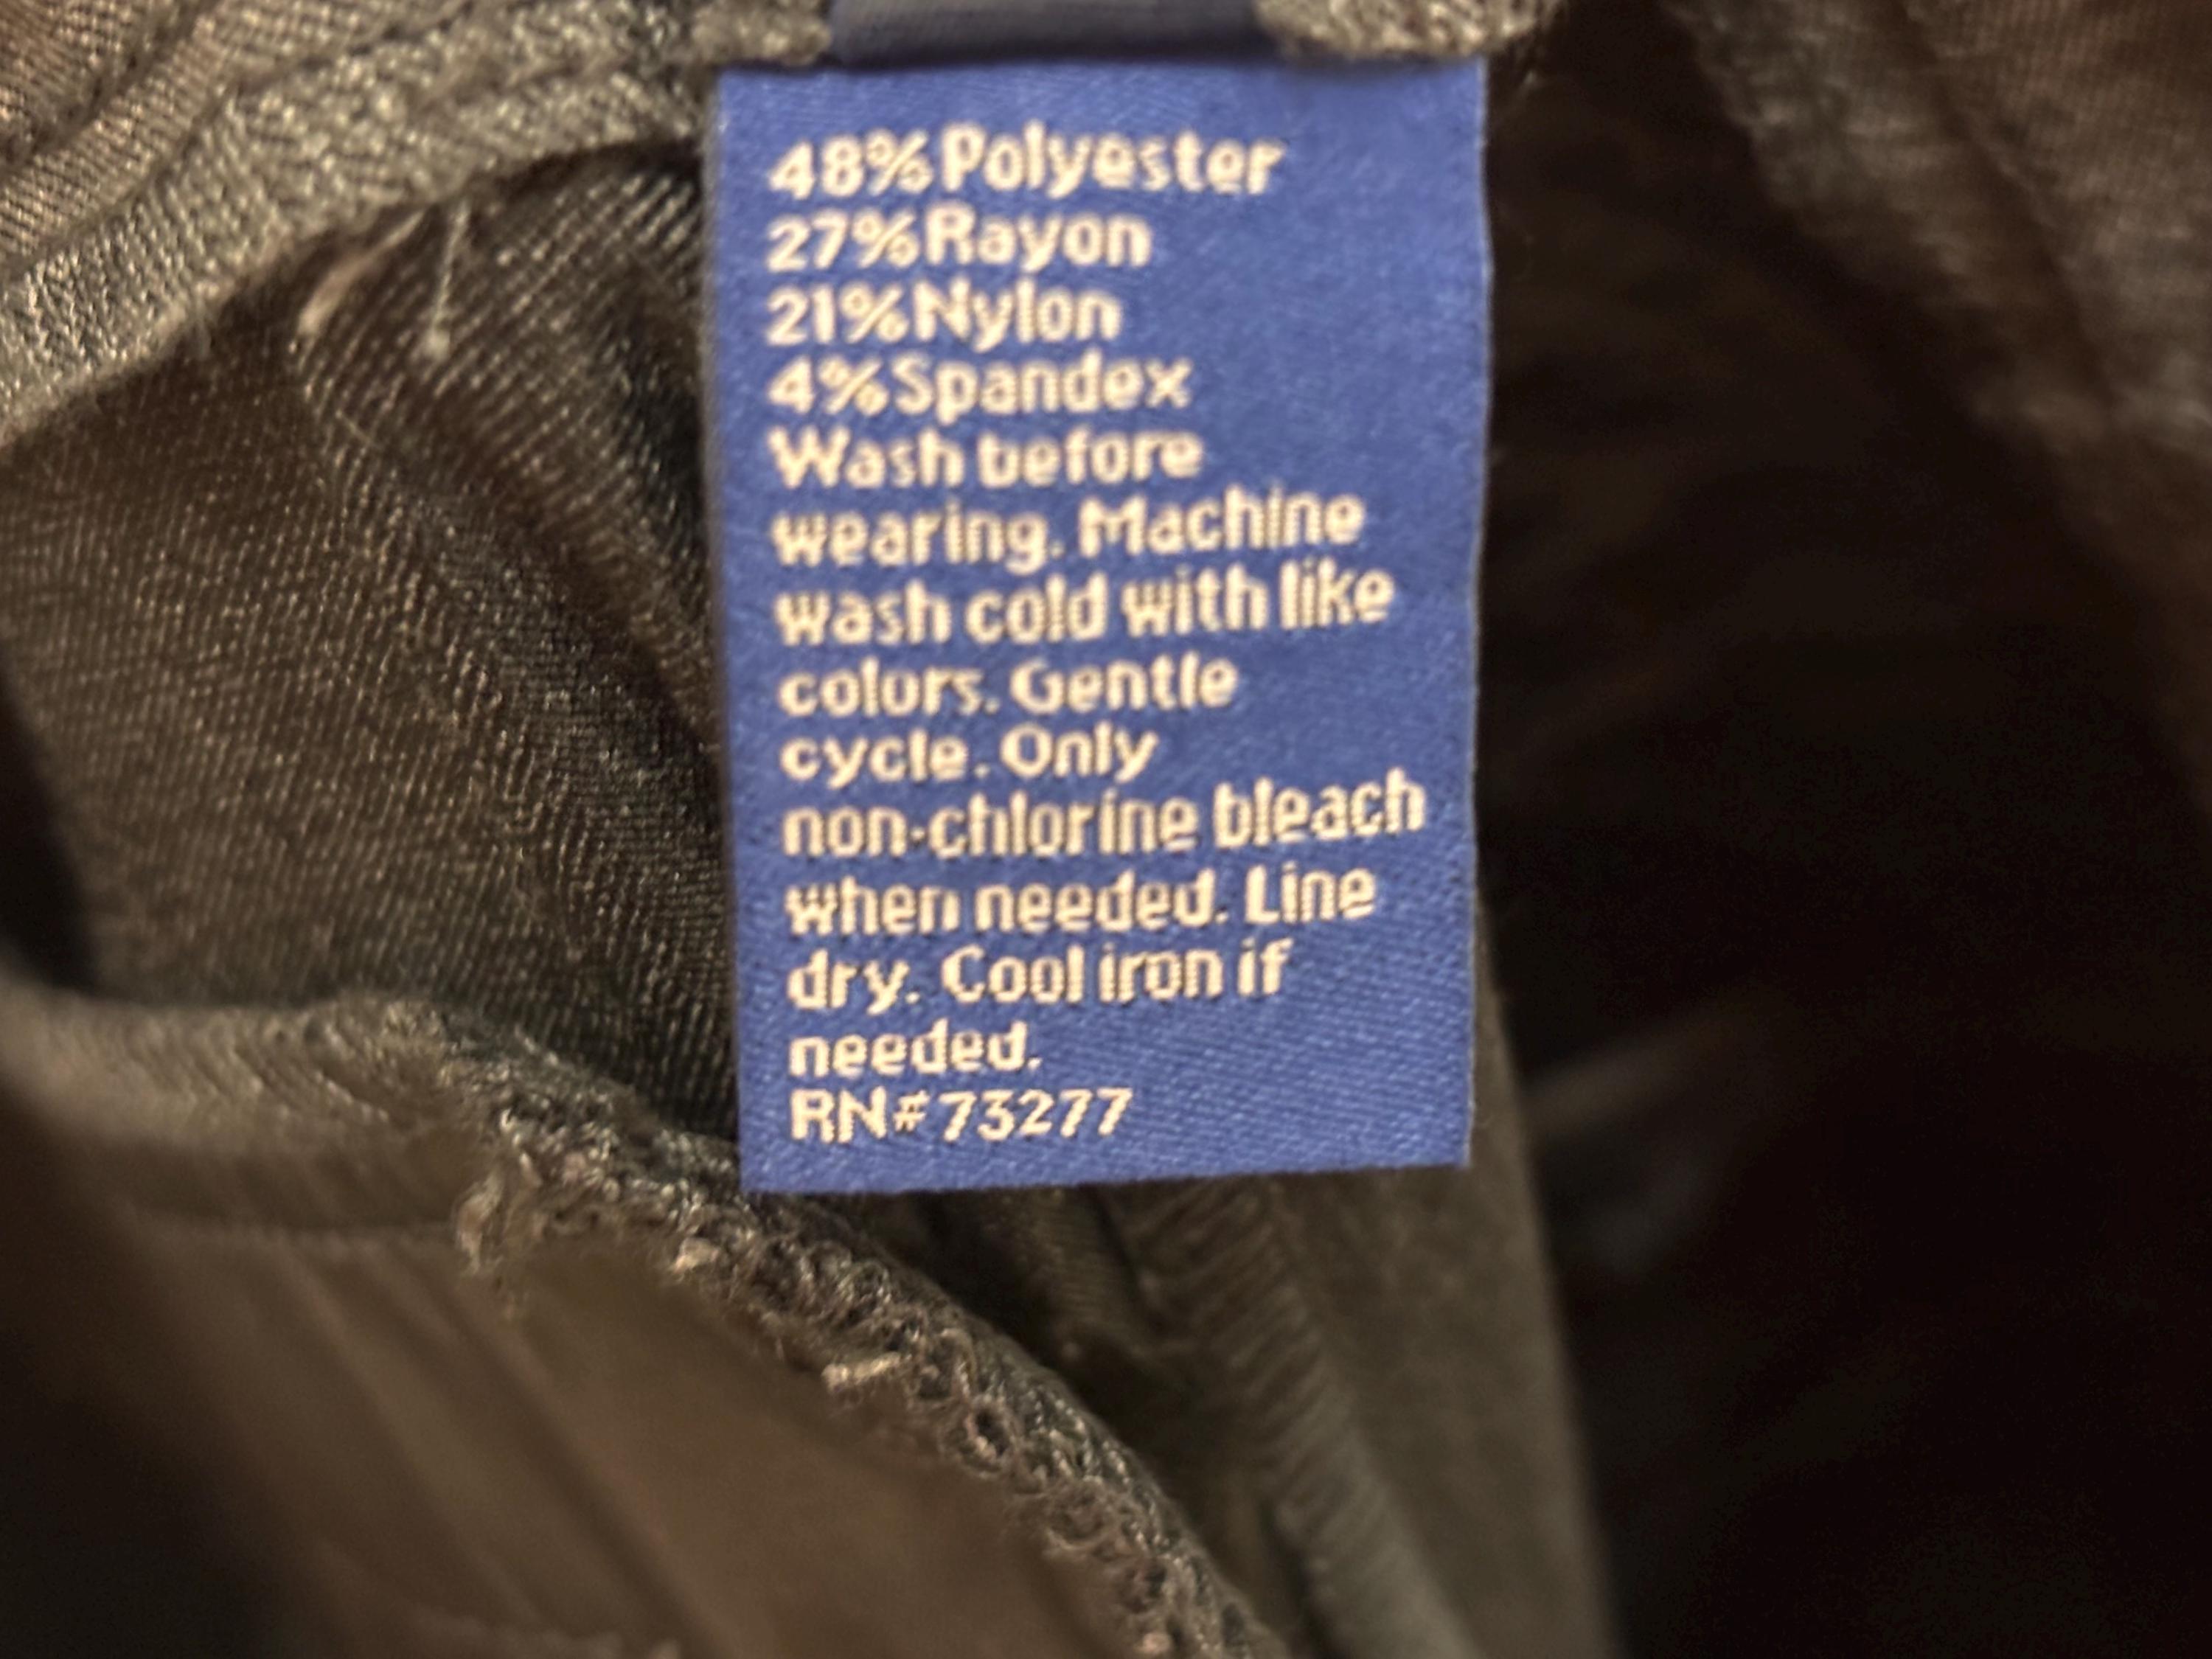 48% Polyester
27% Rayon
21% Nylon
4% Spandex
Wash before
wearing. Machine
wash cold with like
colors. Gentle
cycle. Only
non-chlorine bleach
when needed. Line
dry. Cool iron if
needed.
RN# 73277